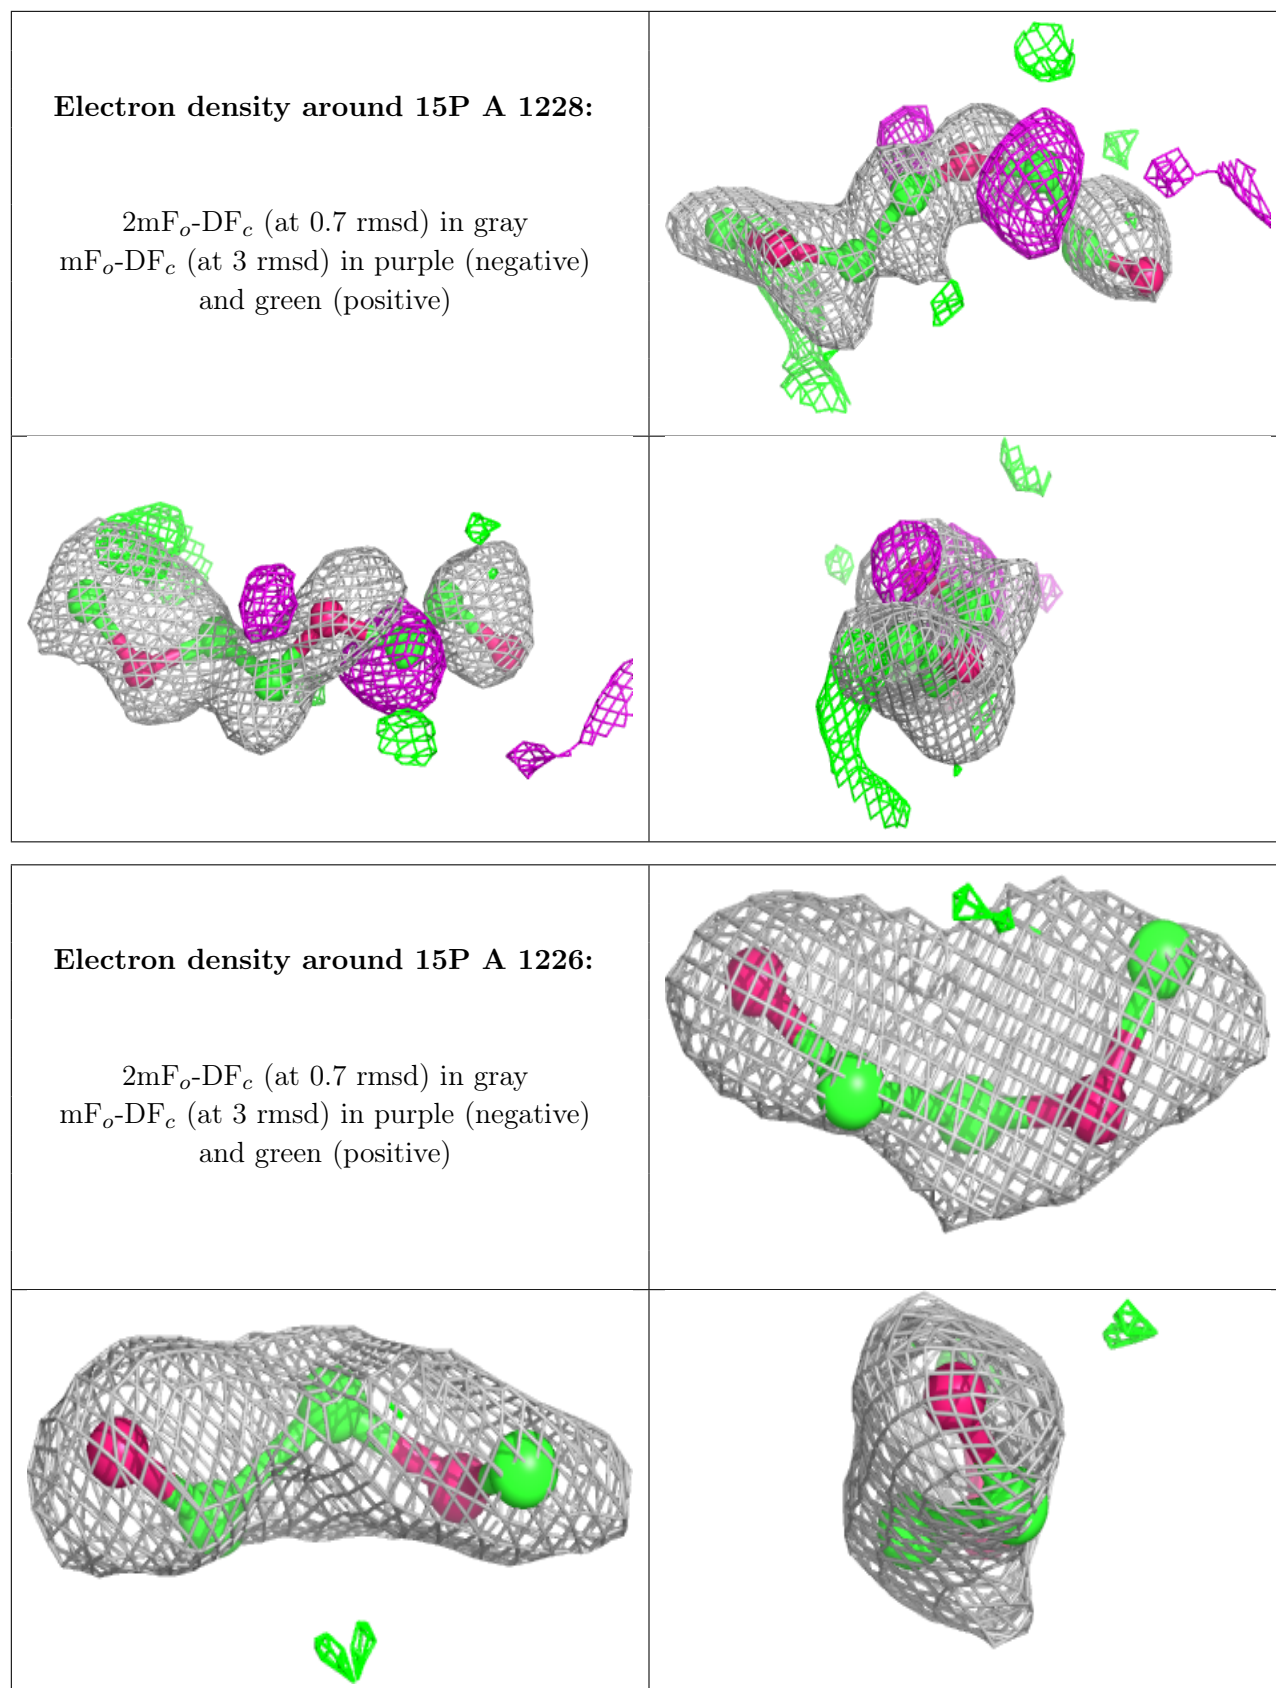 Electron density around 15P A 1228:
2mFo-DFc (at 0.7 rmsd) in gray
mFo-DFc (at 3 rmsd) in purple (negative)
and green (positive)
Electron density around 15P A 1226:
2mFo-DFc (at 0.7 rmsd) in gray
mFo-DFc (at 3 rmsd) in purple (negative)
and green (positive)